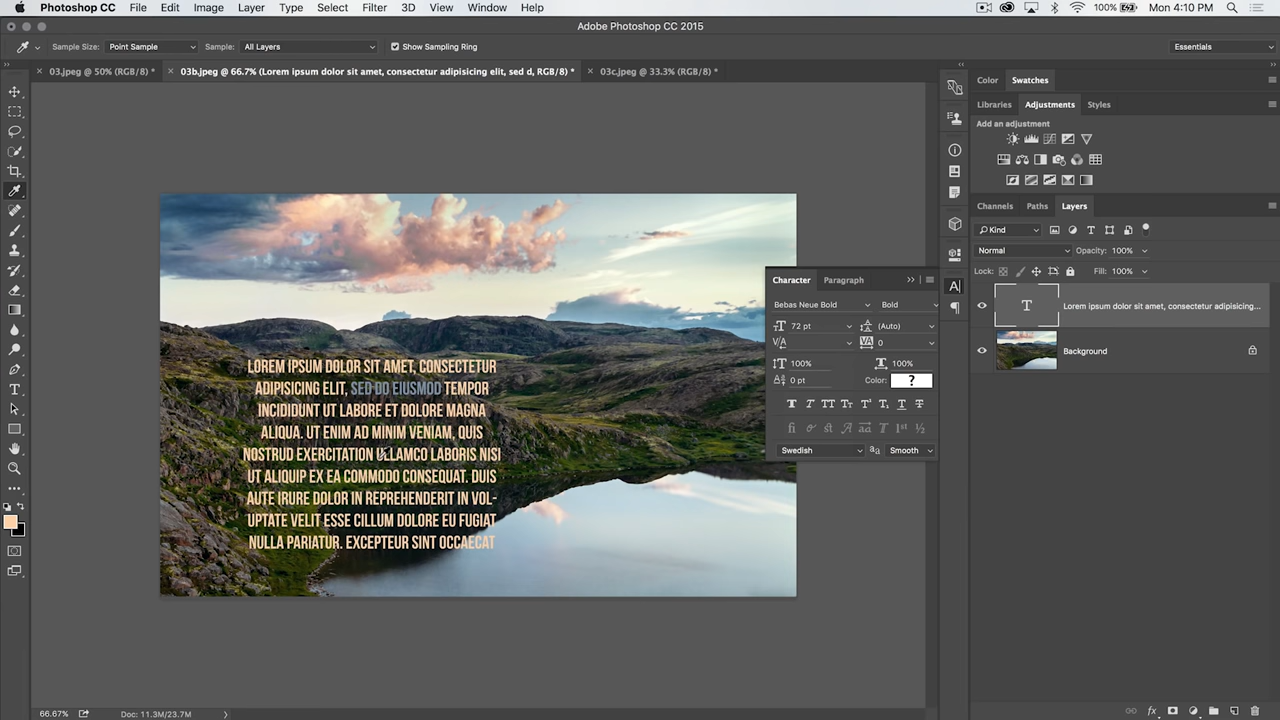 Photoshop CC File Edit Image Layer Type Select Filter 3D View Window Help 100% Mon 4:10 PM
Adobe Photoshop CC 2015
Sample Size: Point Sample Sample: All Layers Show Sampling Ring Essentials
03.jpeg @ 50% (RGB/8) * 03b.jpeg @ 66.7% (Lorem ipsum dolor sit amet, consectetur adipisicing elit, sed d, RGB/8) * 03c.jpeg @ 33.3% (RGB/8) *
Color Swatches
Libraries Adjustments Styles
Add an adjustment
Channels Paths Layers
Kind
Normal Opacity: 100%
Lock: Fill: 100%
Lorem ipsum dolor sit amet, consectetur adipisicing...
Background
Character Paragraph
Bebas Neue Bold Bold
72 pt (Auto)
0
100% 100%
0 pt Color: ?
Swedish Smooth
LOREM IPSUM DOLOR SIT AMET, CONSECTETUR
ADIPISICING ELIT, SED DO EIUSMOD TEMPOR
INCIDIDUNT UT LABORE ET DOLORE MAGNA
ALIQUA. UT ENIM AD MINIM VENIAM, QUIS
NOSTRUD EXERCITATION ULLAMCO LABORIS NISI
UT ALIQUIP EX EA COMMODO CONSEQUAT. DUIS
AUTE IRURE DOLOR IN REPREHENDERIT IN VOL-
UPTATE VELIT ESSE CILLUM DOLORE EU FUGIAT
NULLA PARIATUR. EXCEPTEUR SINT OCCAECAT
66.67% Doc: 11.3M/23.7M